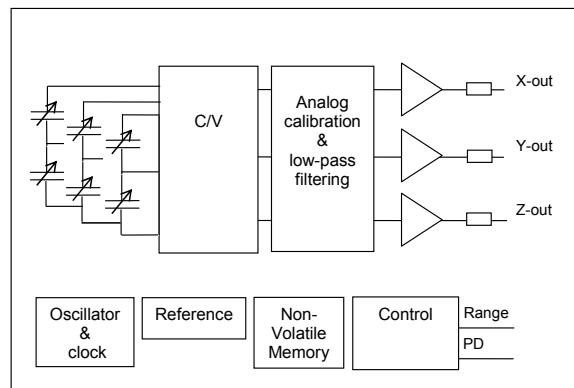 C/V
Analog
calibration
&
low-pass
filtering
X-out
Y-out
Z-out
Oscillator
&
clock
Reference
Non-
Volatile
Memory
Control
Range
PD